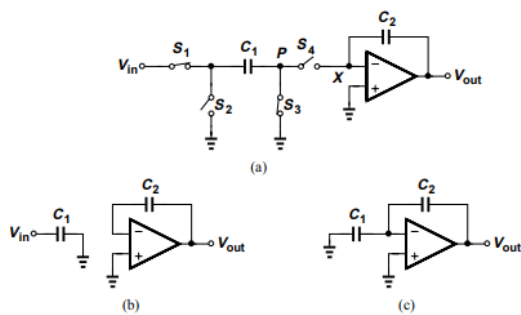 S1 C1 P S4 C2
Vin X − + Vout
S2 S3
(a)
C1 C2
Vin − + Vout
(b)
C2
C1 − + Vout
(c)